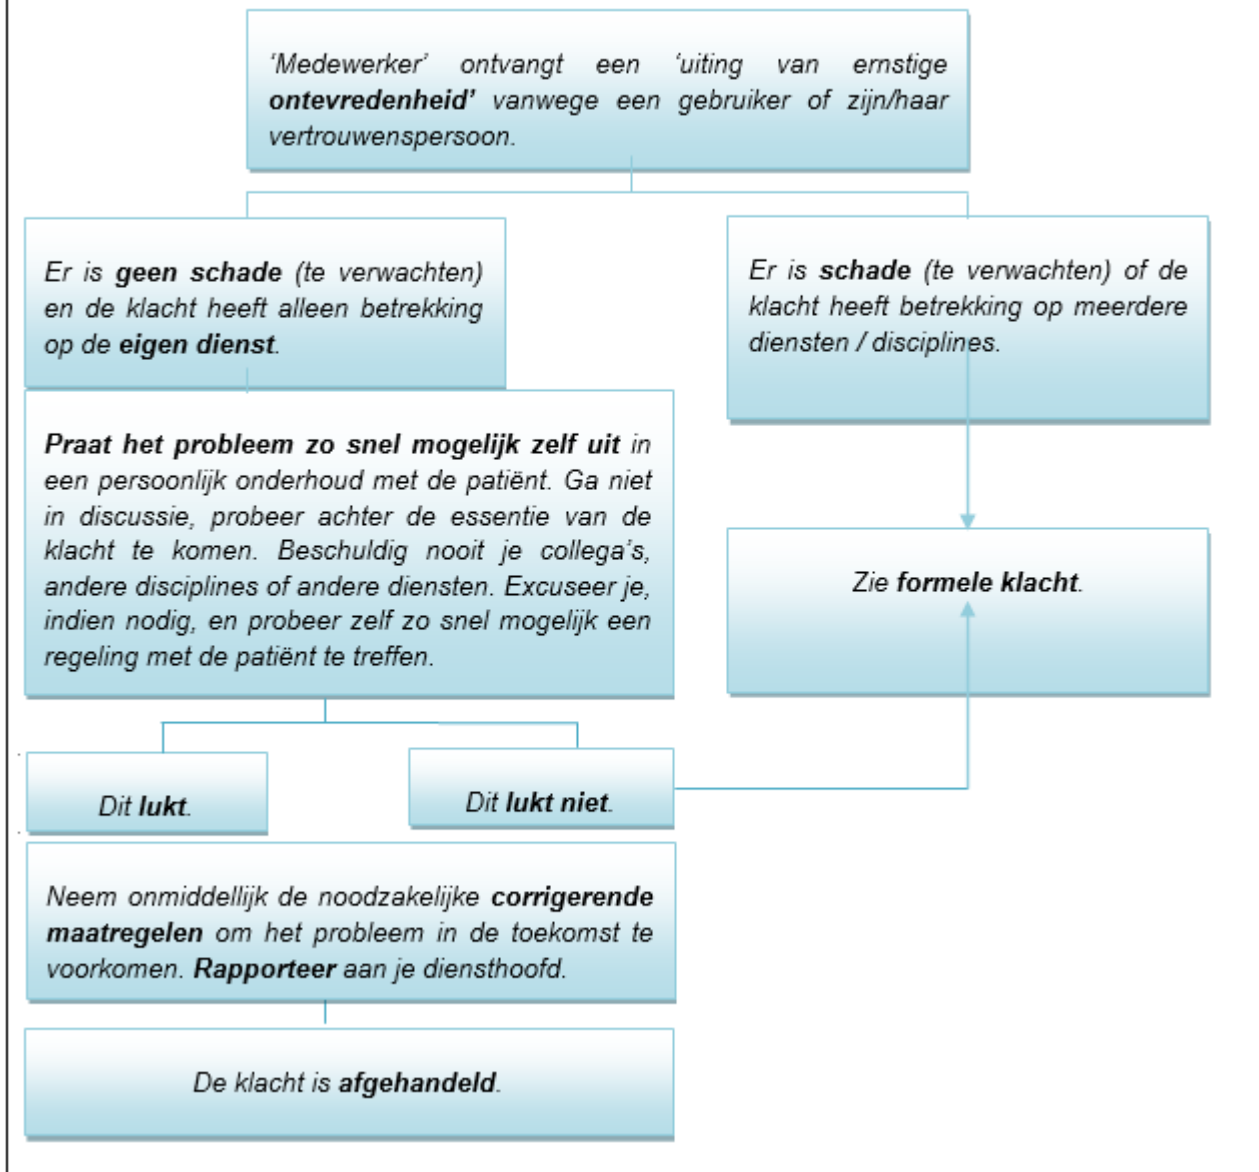 ‘Medewerker’ ontvangt een ‘uiting van ernstige
ontevredenheid’ vanwege een gebruiker of zijn/haar
vertrouwenspersoon.
Er is geen schade (te verwachten)
en de klacht heeft alleen betrekking
op de eigen dienst.
Er is schade (te verwachten) of de
klacht heeft betrekking op meerdere
diensten / disciplines.
Praat het probleem zo snel mogelijk zelf uit in
een persoonlijk onderhoud met de patiënt. Ga niet
in discussie, probeer achter de essentie van de
klacht te komen. Beschuldig nooit je collega’s,
andere disciplines of andere diensten. Excuseer je,
indien nodig, en probeer zelf zo snel mogelijk een
regeling met de patiënt te treffen.
Zie formele klacht.
Dit lukt.
Dit lukt niet.
Neem onmiddellijk de noodzakelijke corrigerende
maatregelen om het probleem in de toekomst te
voorkomen. Rapporteer aan je diensthoofd.
De klacht is afgehandeld.